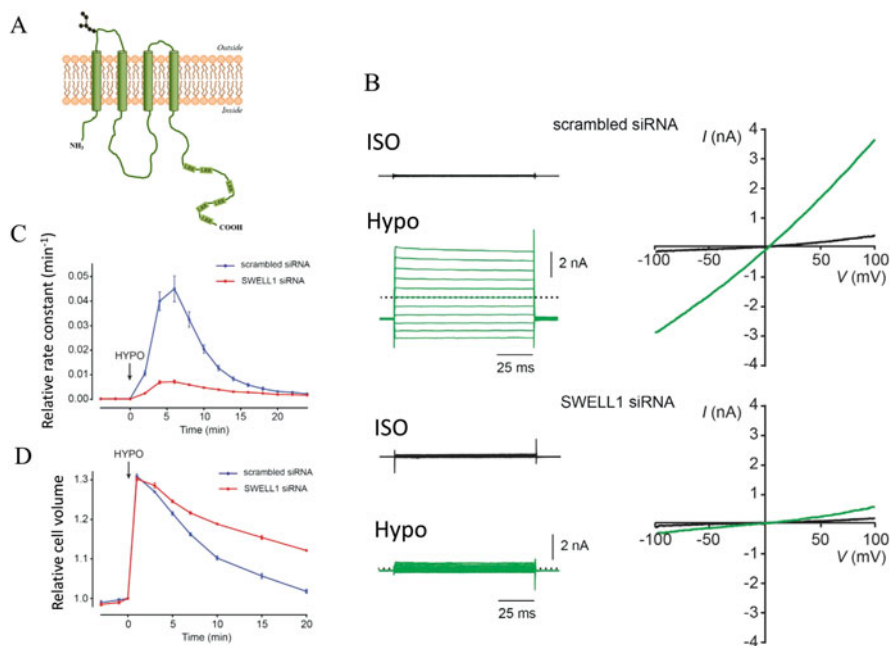 A
Outside
Inside
NH₂
COOH
B
scrambled siRNA
ISO
Hypo
2 nA
25 ms
I (nA)
4
3
2
1
-100 -50 50 100
V (mV)
-1
-2
-3
-4
SWELL1 siRNA
ISO
Hypo
2 nA
25 ms
I (nA)
4
3
2
1
-100 -50 50 100
V (mV)
-1
-2
-3
-4
C
Relative rate constant (min⁻¹)
scrambled siRNA
SWELL1 siRNA
HYPO
0.05
0.04
0.03
0.02
0.01
0.00
0 5 10 15 20
Time (min)
D
Relative cell volume
HYPO
scrambled siRNA
SWELL1 siRNA
1.3
1.2
1.1
1.0
0 5 10 15 20
Time (min)